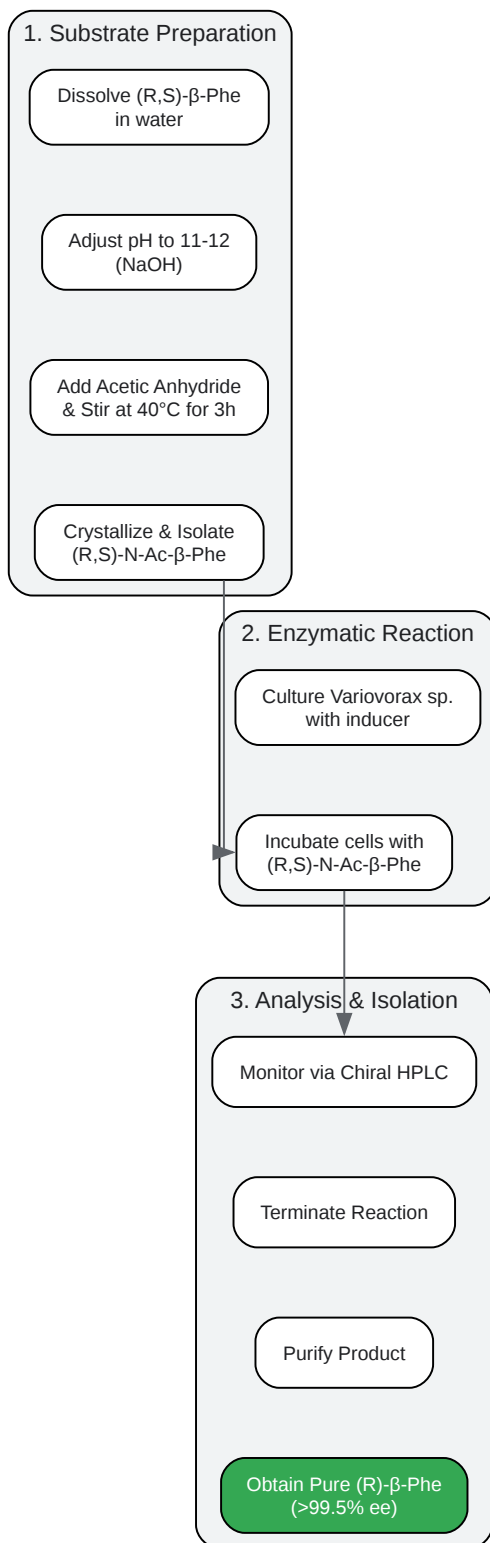 1. Substrate Preparation
Dissolve (R,S)-β-Phe
in water
Adjust pH to 11-12
(NaOH)
Add Acetic Anhydride
& Stir at 40°C for 3h
Crystallize & Isolate
(R,S)-N-Ac-β-Phe
2. Enzymatic Reaction
Culture Variovorax sp.
with inducer
Incubate cells with
(R,S)-N-Ac-β-Phe
3. Analysis & Isolation
Monitor via Chiral HPLC
Terminate Reaction
Purify Product
Obtain Pure (R)-β-Phe
(>99.5% ee)